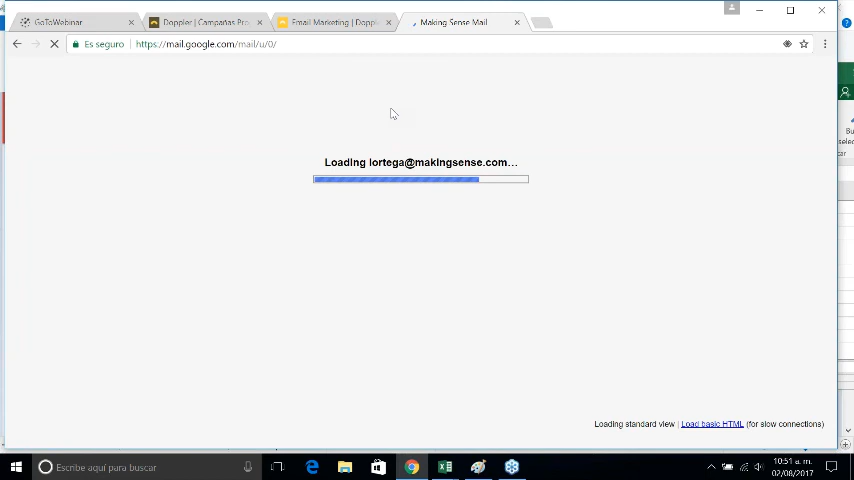 GoToWebinar
Doppler | Campañas Pro
Email Marketing | Dopple
Making Sense Mail
Es seguro
https://mail.google.com/mail/u/0/
Loading lortega@makingsense.com...
Loading standard view | Load basic HTML (for slow connections)
Escribe aquí para buscar
10:51 a. m.
02/08/2017